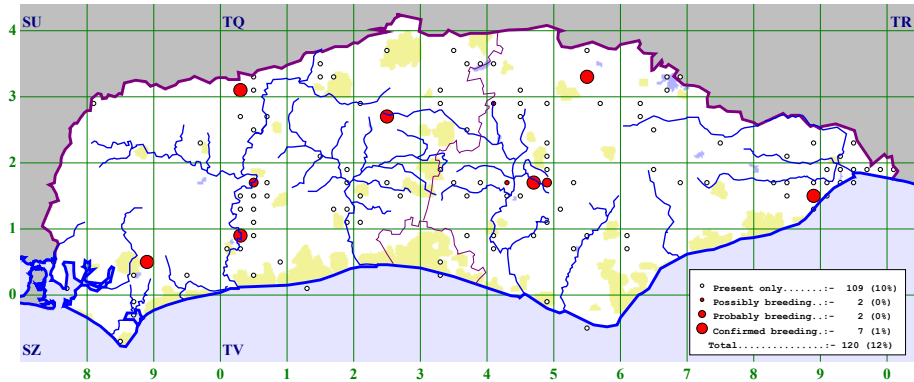 SU TQ TR
4
3
2
1
0
Present only.......:- 109 (10%)
Possibly breeding..:- 2 (0%)
Probably breeding..:- 2 (0%)
Confirmed breeding.:- 7 (1%)
Total...............:- 120 (12%)
SZ TV
8 9 0 1 2 3 4 5 6 7 8 9 0